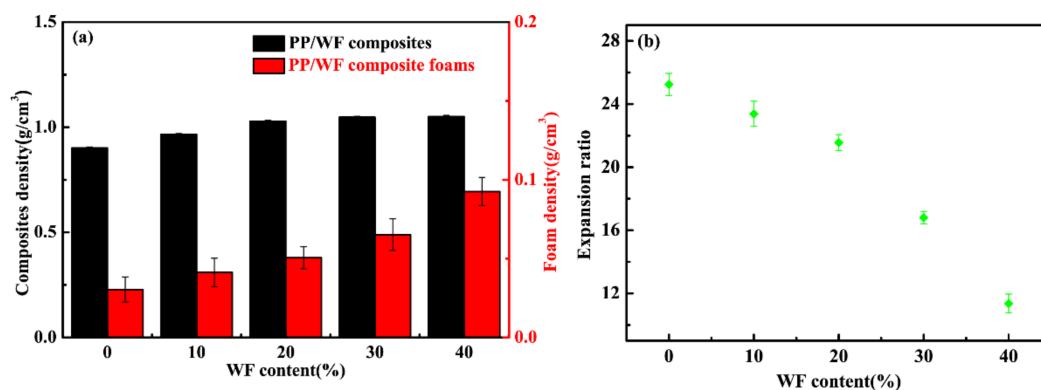 (a)
PP/WF composites
PP/WF composite foams
Composites density(g/cm³)
1.5
1.0
0.5
0.0
Foam density(g/cm³)
0.2
0.1
0.0
0 10 20 30 40
WF content(%)
(b)
Expansion ratio
28
24
20
16
12
0 10 20 30 40
WF content(%)